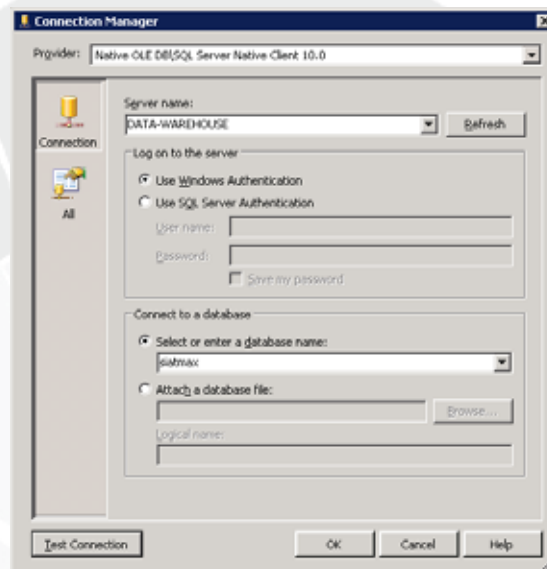 Connection Manager
Provider: Native OLE DB\SQL Server Native Client 10.0
Connection
All
Server name:
DATA-WAREHOUSE
Refresh
Log on to the server
Use Windows Authentication
Use SQL Server Authentication
User name:
Password:
Save my password
Connect to a database
Select or enter a database name:
siatmax
Attach a database file:
Browse...
Logical name:
Test Connection
OK
Cancel
Help